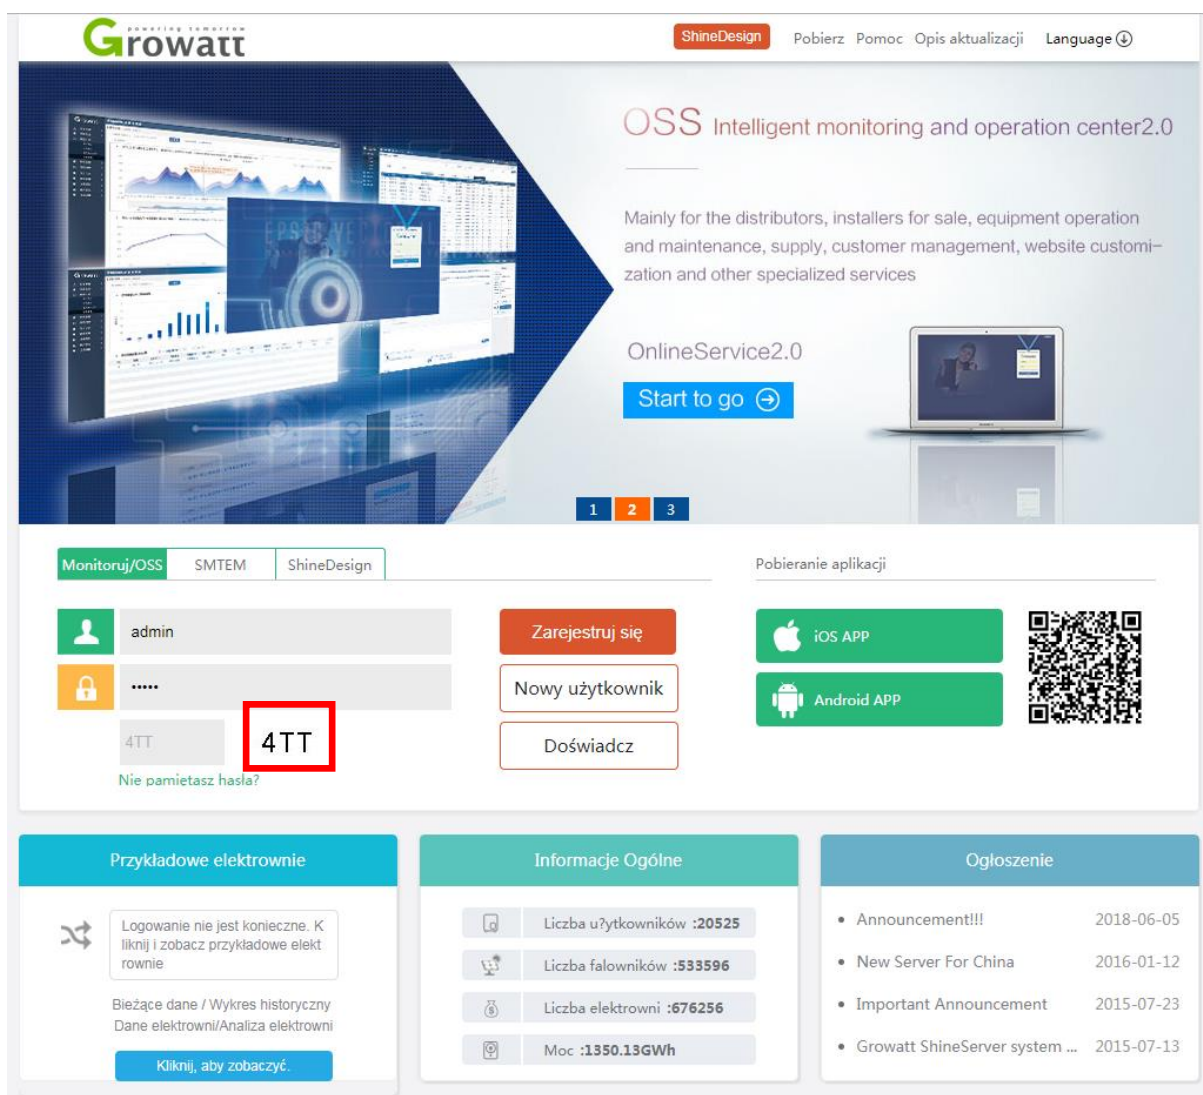 powering tomorrow
Growatt
ShineDesign
Pobierz Pomoc Opis aktualizacji Language
OSS Intelligent monitoring and operation center2.0
Mainly for the distributors, installers for sale, equipment operation
and maintenance, supply, customer management, website customi-
zation and other specialized services
OnlineService2.0
Start to go
1 2 3
Monitoruj/OSS SMTEM ShineDesign
admin
•••••
4TT 4TT
Nie pamietasz hasła?
Zarejestruj się
Nowy użytkownik
Doświadcz
Pobieranie aplikacji
iOS APP
Android APP
Przykładowe elektrownie
Logowanie nie jest konieczne. K
liknij i zobacz przykładowe elekt
rownie
Bieżące dane / Wykres historyczny
Dane elektrowni/Analiza elektrowni
Kliknij, aby zobaczyć.
Informacje Ogólne
Liczba u?ytkowników :20525
Liczba falowników :533596
Liczba elektrowni :676256
Moc :1350.13GWh
Ogłoszenie
Announcement!!! 2018-06-05
New Server For China 2016-01-12
Important Announcement 2015-07-23
Growatt ShineServer system ... 2015-07-13